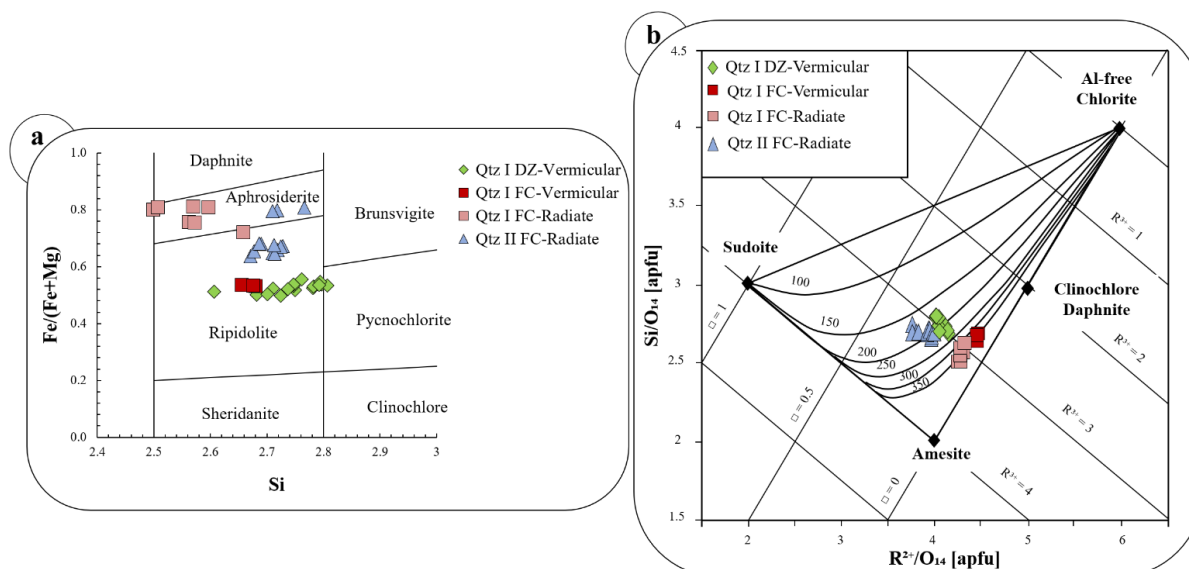 a
Fe/(Fe+Mg)
1.0
0.8
0.6
0.4
0.2
0.0
2.4
2.5
2.6
2.7
2.8
2.9
3
Si
Daphnite
Aphrosiderite
Brunsvigite
Ripidolite
Pycnochlorite
Sheridanite
Clinochlore
Qtz I DZ-Vermicular
Qtz I FC-Vermicular
Qtz I FC-Radiate
Qtz II FC-Radiate
b
Si/O₁₄ [apfu]
4.5
4
3.5
3
2.5
2
1.5
2
3
4
5
6
R²⁺/O₁₄ [apfu]
Qtz I DZ-Vermicular
Qtz I FC-Vermicular
Qtz I FC-Radiate
Qtz II FC-Radiate
Al-free
Chlorite
Sudoite
Clinochlore
Daphnite
Amesite
100
150
200
250
300
350
□ = 1
□ = 0.5
□ = 0
R³⁺ = 1
R³⁺ = 2
R³⁺ = 3
R³⁺ = 4